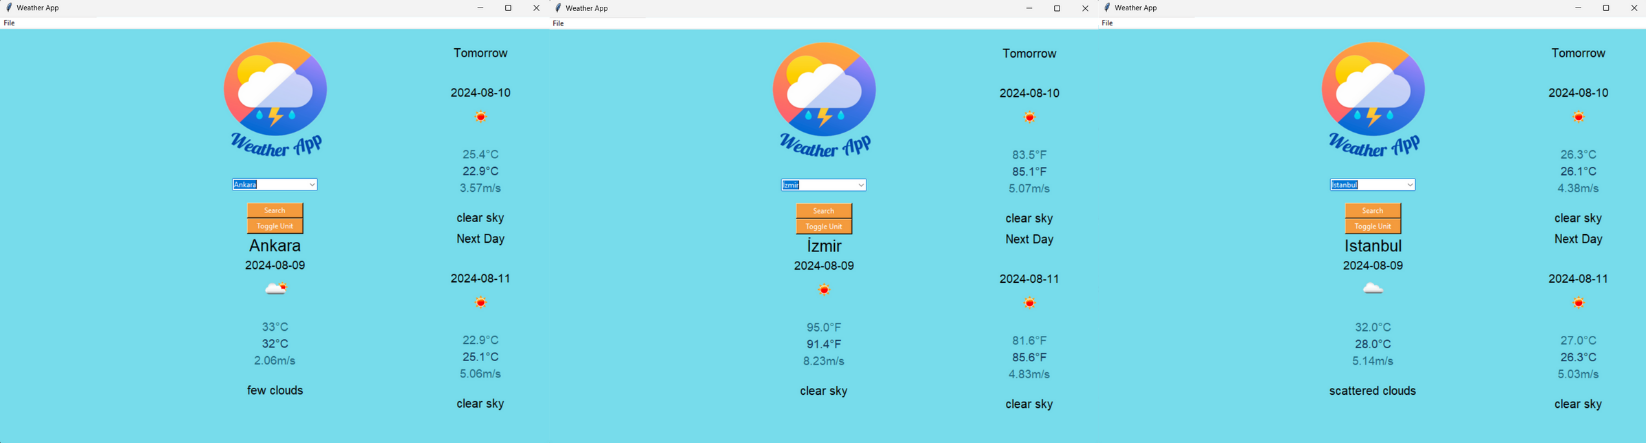 Weather App
File
Weather App
Ankara
Search
Toggle Unit
Ankara
2024-08-09
33°C
32°C
2.06m/s
few clouds
Tomorrow
2024-08-10
25.4°C
22.9°C
3.57m/s
clear sky
Next Day
2024-08-11
22.9°C
25.1°C
5.06m/s
clear sky
Weather App
File
Weather App
İzmir
Search
Toggle Unit
İzmir
2024-08-09
95.0°F
91.4°F
8.23m/s
clear sky
Tomorrow
2024-08-10
83.5°F
85.1°F
5.07m/s
clear sky
Next Day
2024-08-11
81.6°F
85.6°F
4.83m/s
clear sky
Weather App
File
Weather App
Istanbul
Search
Toggle Unit
Istanbul
2024-08-09
32.0°C
28.0°C
5.14m/s
scattered clouds
Tomorrow
2024-08-10
26.3°C
26.1°C
4.38m/s
clear sky
Next Day
2024-08-11
27.0°C
26.3°C
5.03m/s
clear sky